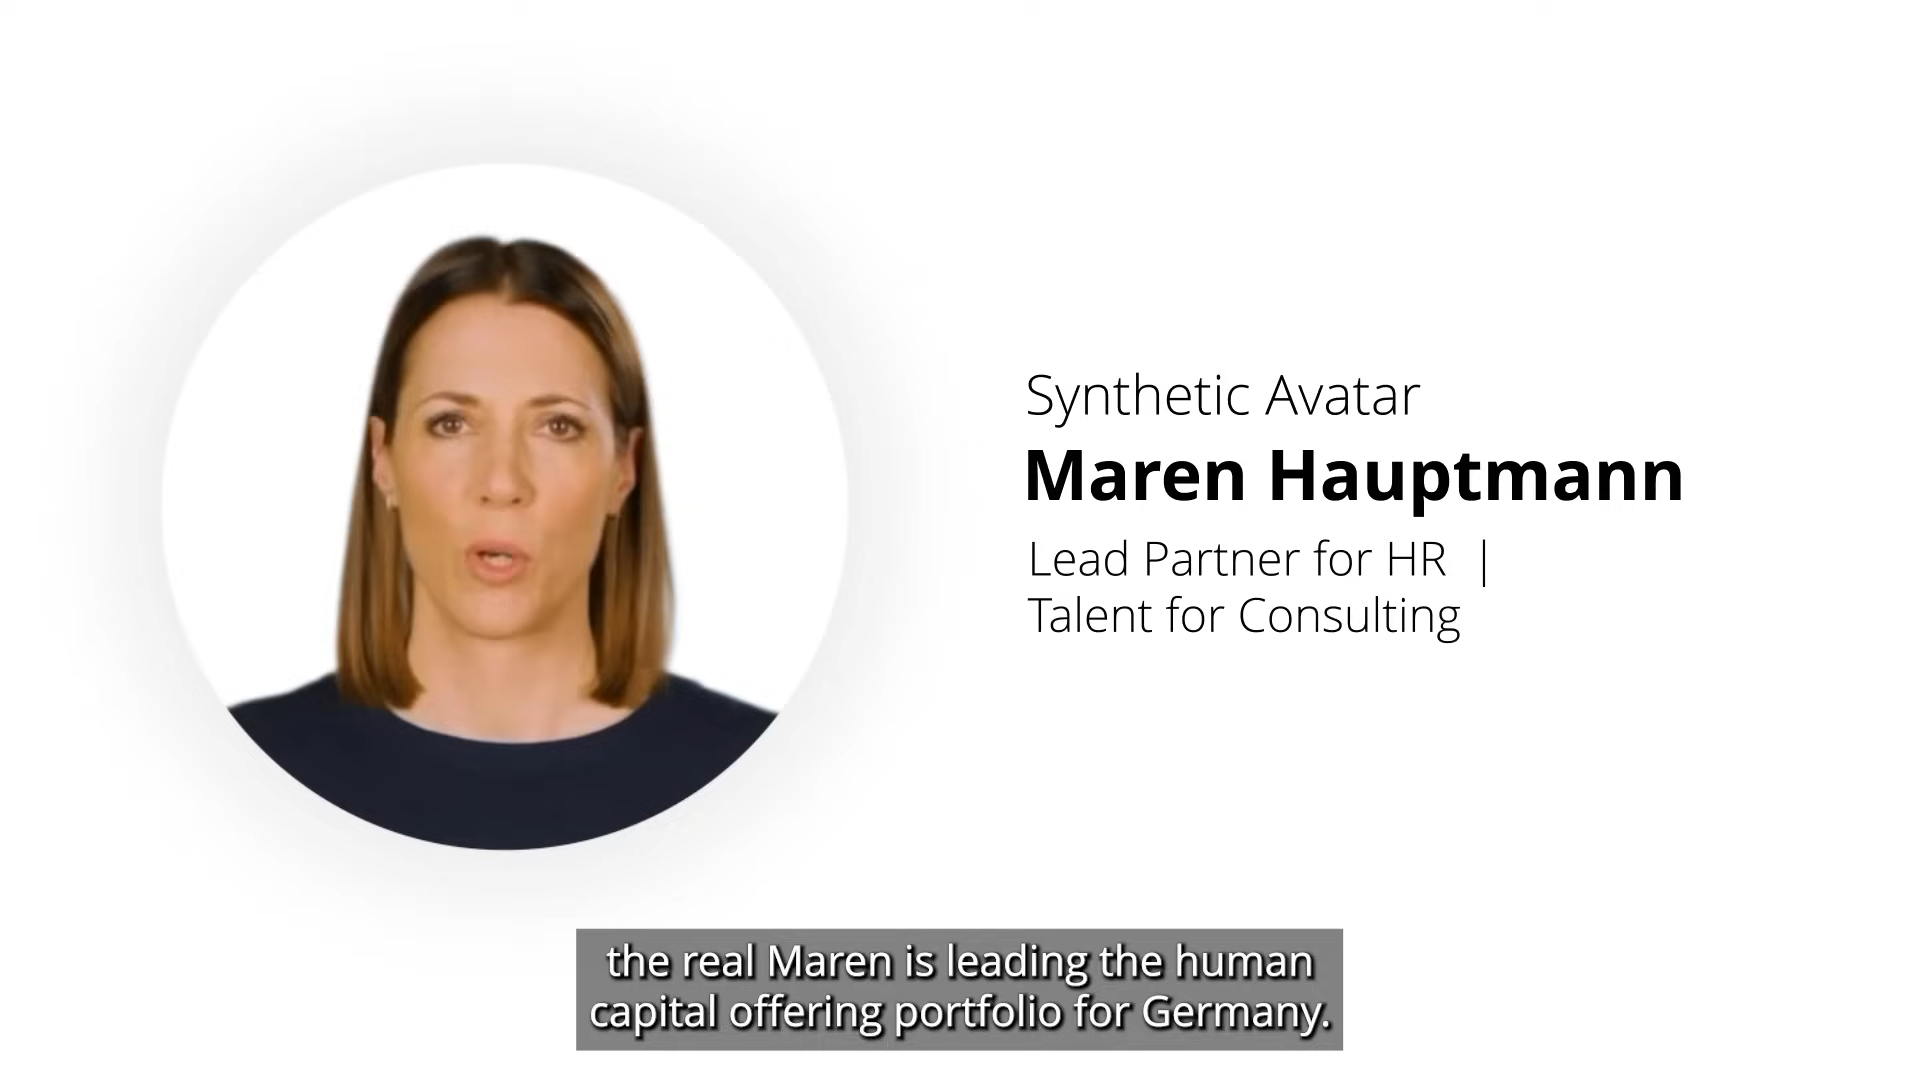 Synthetic Avatar
Maren Hauptmann
Lead Partner for HR |
Talent for Consulting
the real Maren is leading the human
capital offering portfolio for Germany.